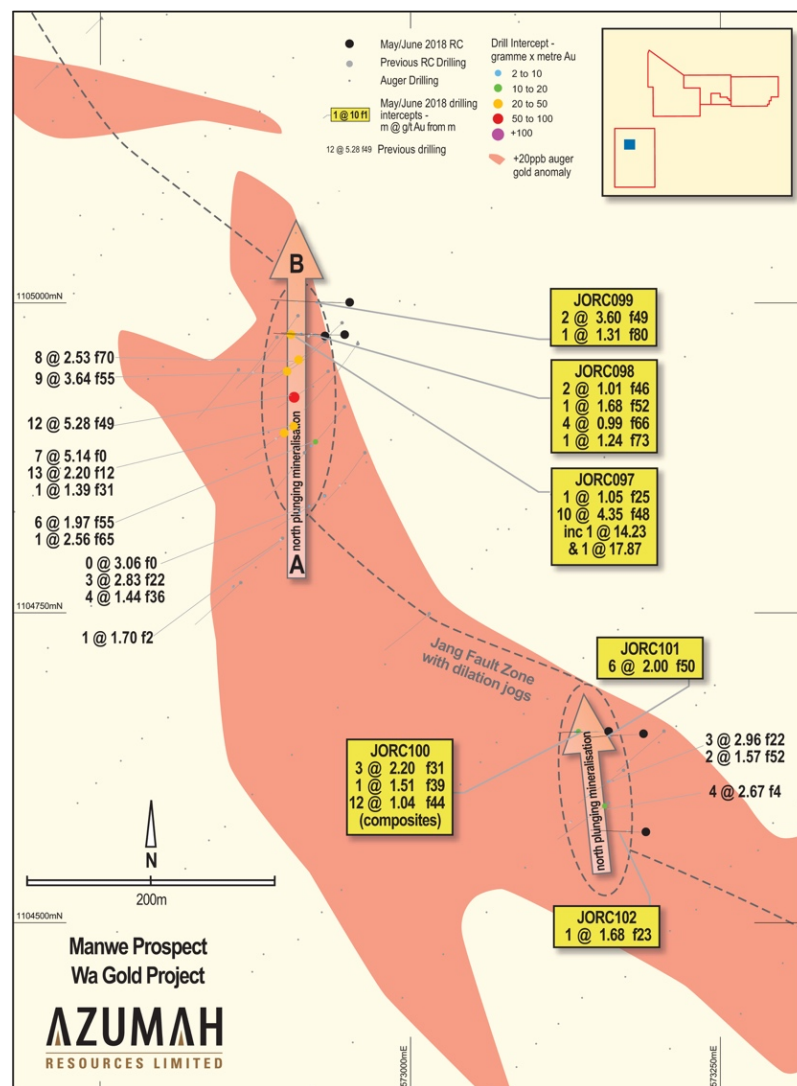 May/June 2018 RC
Previous RC Drilling
Auger Drilling
1 @ 10 f1
May/June 2018 drilling
intercepts -
m @ g/t Au from m
12 @ 5.28 f49 Previous drilling
Drill Intercept -
gramme x metre Au
2 to 10
10 to 20
20 to 50
50 to 100
+100
+20ppb auger
gold anomaly
B
1105000mN
JORC099
2 @ 3.60 f49
1 @ 1.31 f80
8 @ 2.53 f70
9 @ 3.64 f55
JORC098
2 @ 1.01 f46
1 @ 1.68 f52
4 @ 0.99 f66
1 @ 1.24 f73
12 @ 5.28 f49
7 @ 5.14 f0
13 @ 2.20 f12
1 @ 1.39 f31
JORC097
1 @ 1.05 f25
10 @ 4.35 f48
inc 1 @ 14.23
& 1 @ 17.87
6 @ 1.97 f55
1 @ 2.56 f65
north plunging mineralisation
0 @ 3.06 f0
3 @ 2.83 f22
4 @ 1.44 f36
A
1104750mN
1 @ 1.70 f2
Jang Fault Zone
with dilation jogs
JORC101
6 @ 2.00 f50
JORC100
3 @ 2.20 f31
1 @ 1.51 f39
12 @ 1.04 f44
(composites)
north plunging mineralisation
3 @ 2.96 f22
2 @ 1.57 f52
4 @ 2.67 f4
N
200m
JORC102
1 @ 1.68 f23
1104500mN
Manwe Prospect
Wa Gold Project
AZUMAH
RESOURCES LIMITED
573000mE
573250mE